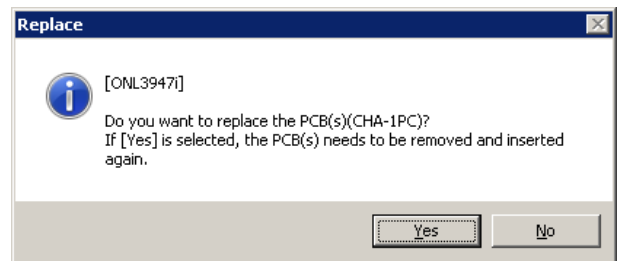 Replace
[ONL3947i]
Do you want to replace the PCB(s)(CHA-1PC)?
If [Yes] is selected, the PCB(s) needs to be removed and inserted
again.
Yes No